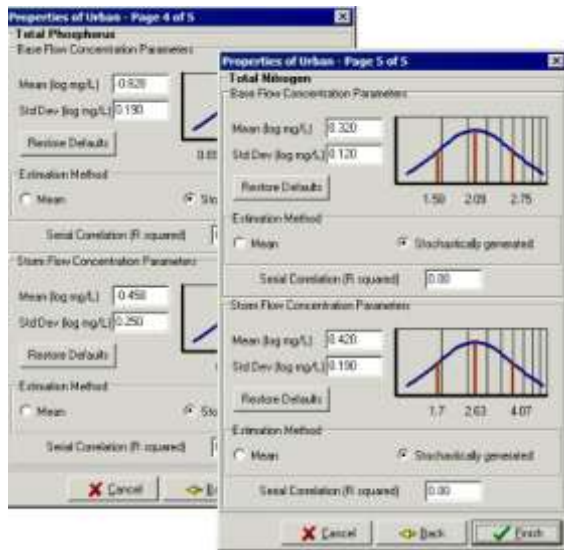 Properties of Urban - Page 4 of 5
Total Phosphorus
Base Flow Concentration Parameters
Mean (log mg/L) -0.820
Std Dev (log mg/L) 0.190
Restore Defaults
Estimation Method
Mean
Serial Correlation (R squared)
Storm Flow Concentration Parameters
Mean (log mg/L) -0.450
Std Dev (log mg/L) 0.250
Restore Defaults
Estimation Method
Mean
Serial Correlation (R squared)
Cancel
Properties of Urban - Page 5 of 5
Total Nitrogen
Base Flow Concentration Parameters
Mean (log mg/L) 0.320
Std Dev (log mg/L) 0.120
Restore Defaults
1.58 2.09 2.75
Estimation Method
Mean Stochastically generated
Serial Correlation (R squared) 0.00
Storm Flow Concentration Parameters
Mean (log mg/L) 0.420
Std Dev (log mg/L) 0.190
Restore Defaults
1.7 2.63 4.07
Estimation Method
Mean Stochastically generated
Serial Correlation (R squared) 0.00
Cancel Back Finish